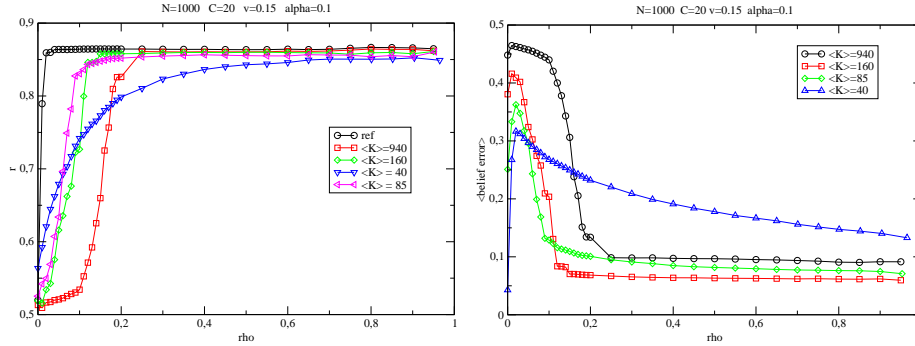 N=1000 C=20 v=0.15 alpha=0.1
0,9
0,8
0,7
0,6
0,5
r
ref
<K>=940
<K>=160
<K> = 40
<K> = 85
0
0,2
0,4
0,6
0,8
1
rho
N=1000 C=20 v=0.15 alpha=0.1
0,5
0,4
0,3
0,2
0,1
0
<belief error>
<K>=940
<K>=160
<K>=85
<K>=40
0
0,2
0,4
0,6
0,8
rho